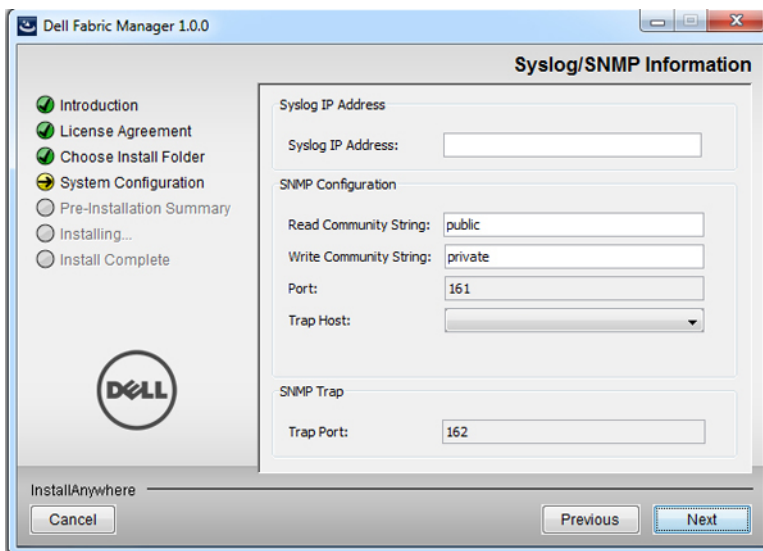 Dell Fabric Manager 1.0.0
Syslog/SNMP Information
Introduction
License Agreement
Choose Install Folder
System Configuration
Pre-Installation Summary
Installing...
Install Complete
DELL
Syslog IP Address
Syslog IP Address:
SNMP Configuration
Read Community String: public
Write Community String: private
Port: 161
Trap Host:
SNMP Trap
Trap Port: 162
InstallAnywhere
Cancel Previous Next